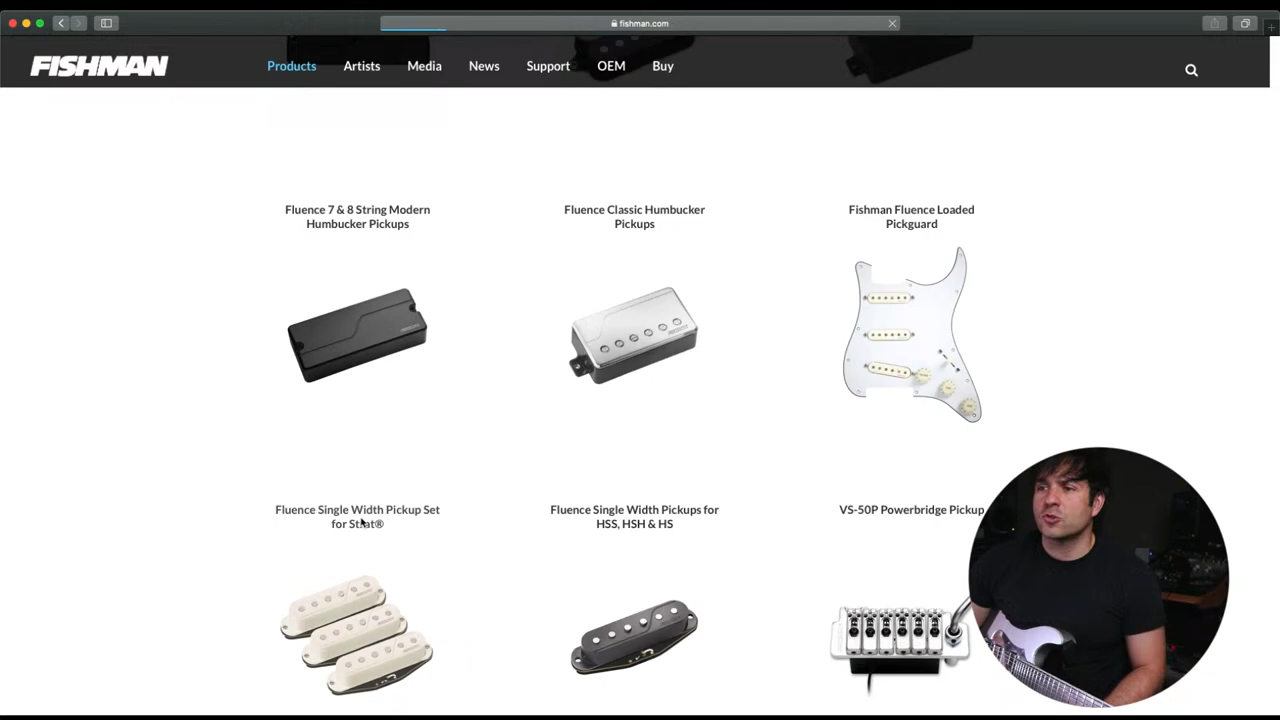 fishman.com
FISHMAN
Products
Artists
Media
News
Support
OEM
Buy
Fluence 7 & 8 String Modern
Humbucker Pickups
Fluence Classic Humbucker
Pickups
Fishman Fluence Loaded
Pickguard
Fluence Single Width Pickup Set
for Strat®
Fluence Single Width Pickups for
HSS, HSH & HS
VS-50P Powerbridge Pickup